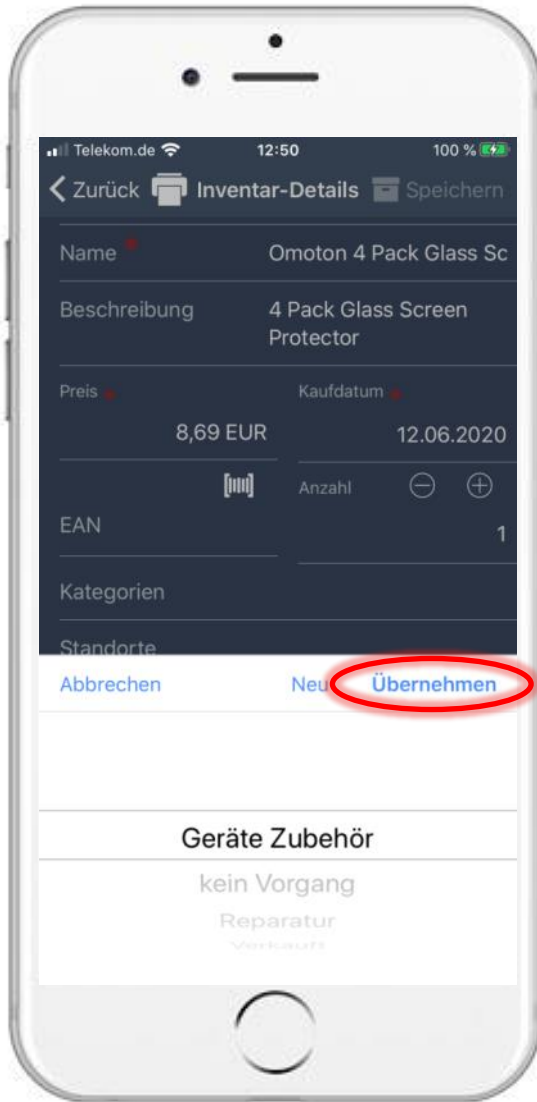 Telekom.de 12:50 100 %
Zurück Inventar-Details Speichern
Name * Omoton 4 Pack Glass Sc
Beschreibung 4 Pack Glass Screen
Protector
Preis * Kaufdatum *
8,69 EUR 12.06.2020
Anzahl
EAN 1
Kategorien
Standorte
Abbrechen Neu Übernehmen
Geräte Zubehör
kein Vorgang
Reparatur
Verkauft